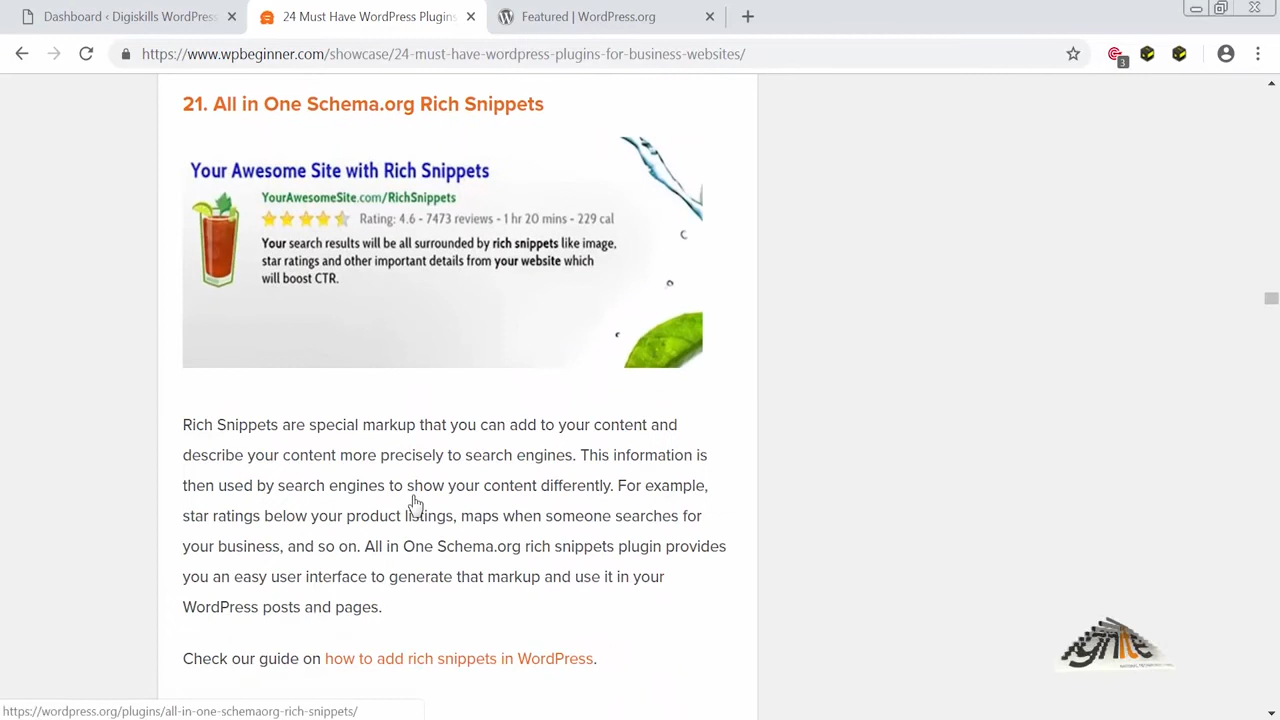 Dashboard ‹ Digiskills WordPress
24 Must Have WordPress Plugins
Featured | WordPress.org
https://www.wpbeginner.com/showcase/24-must-have-wordpress-plugins-for-business-websites/
3
21. All in One Schema.org Rich Snippets
Your Awesome Site with Rich Snippets
YourAwesomeSite.com/RichSnippets
Rating: 4.6 - 7473 reviews - 1 hr 20 mins - 229 cal
Your search results will be all surrounded by rich snippets like image,
star ratings and other important details from your website which
will boost CTR.
Rich Snippets are special markup that you can add to your content and
describe your content more precisely to search engines. This information is
then used by search engines to show your content differently. For example,
star ratings below your product listings, maps when someone searches for
your business, and so on. All in One Schema.org rich snippets plugin provides
you an easy user interface to generate that markup and use it in your
WordPress posts and pages.
Check our guide on how to add rich snippets in WordPress.
ignite
https://wordpress.org/plugins/all-in-one-schemaorg-rich-snippets/